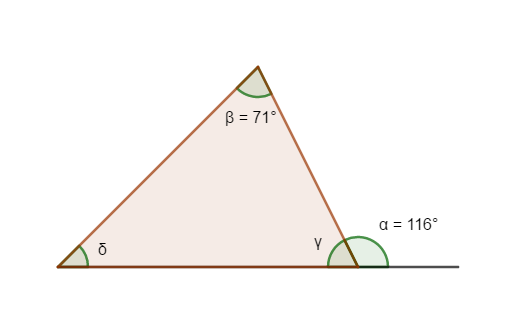 β = 71°
α = 116°
γ
δ